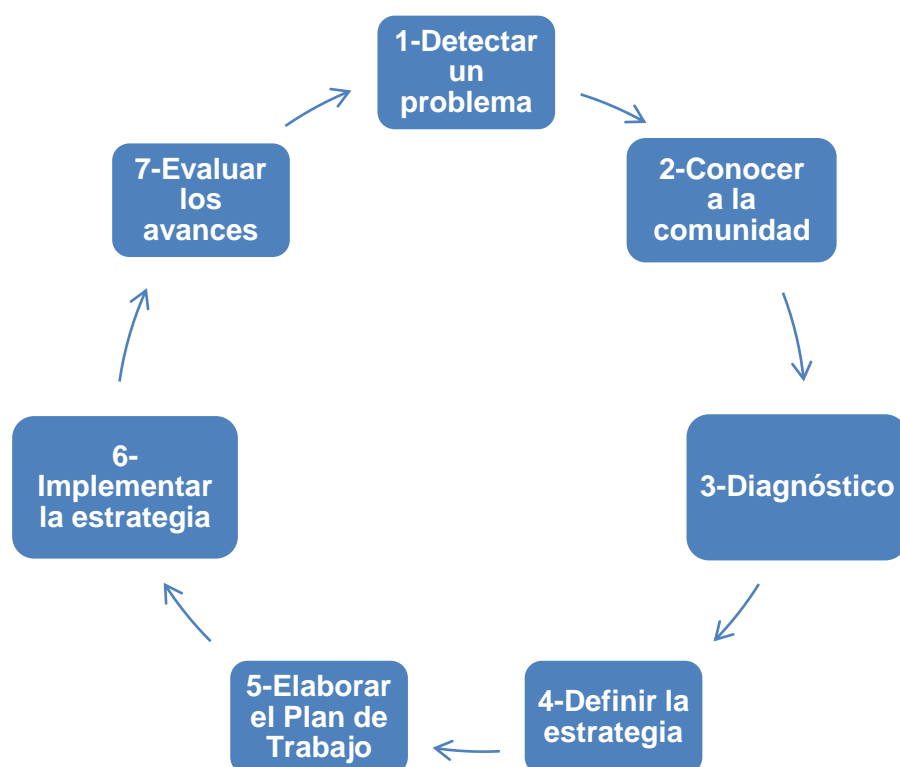 1-Detectar
un
problema
2-Conocer
a la
comunidad
3-Diagnóstico
4-Definir la
estrategia
5-Elaborar
el Plan de
Trabajo
6-
Implementar
la estrategia
7-Evaluar
los
avances